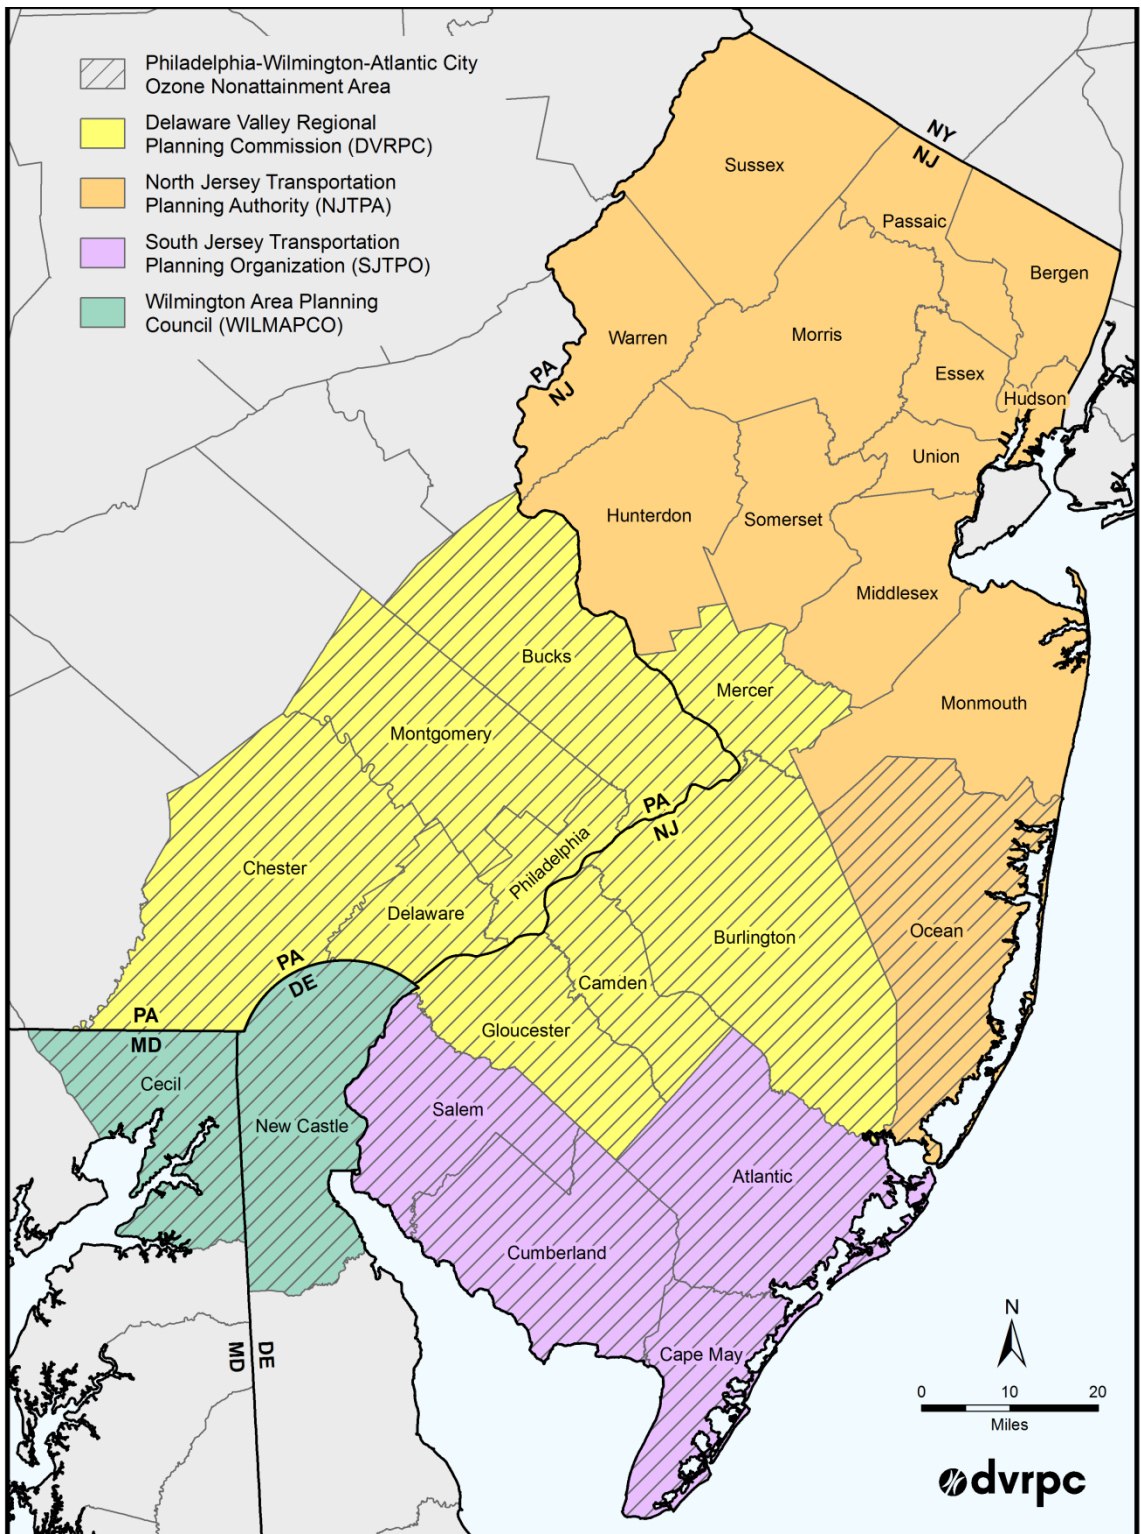 Philadelphia-Wilmington-Atlantic City
Ozone Nonattainment Area
Delaware Valley Regional
Planning Commission (DVRPC)
North Jersey Transportation
Planning Authority (NJTPA)
South Jersey Transportation
Planning Organization (SJTPO)
Wilmington Area Planning
Council (WILMAPCO)
NY
NJ
Sussex
Passaic
Bergen
Warren
Morris
PA
NJ
Essex
Hudson
Union
Hunterdon
Somerset
Middlesex
Bucks
Mercer
Monmouth
Montgomery
PA
NJ
Philadelphia
Chester
Delaware
Ocean
Burlington
PA
DE
Camden
Gloucester
PA
MD
Cecil
New Castle
Salem
Atlantic
Cumberland
Cape May
MD
DE
N
0 10 20
Miles
dvrpc